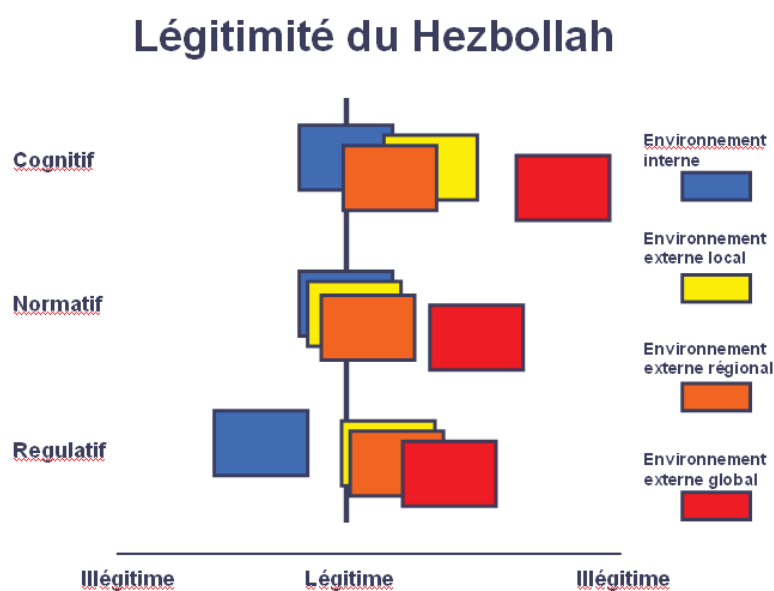 Légitimité du Hezbollah
Cognitif
Normatif
Regulatif
Environnement
interne
Environnement
externe local
Environnement
externe régional
Environnement
externe global
Illégitime
Légitime
Illégitime